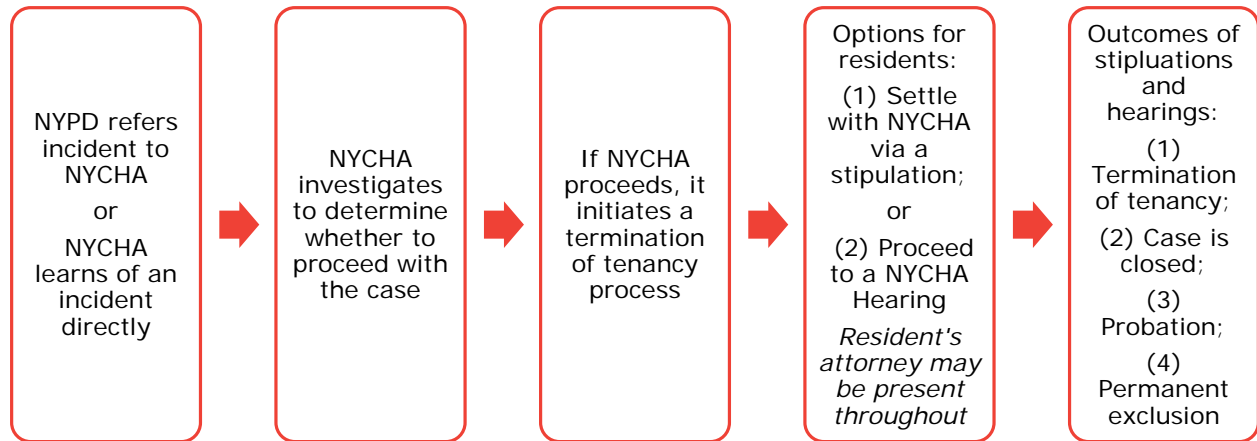 NYPD refers
incident to
NYCHA
or
NYCHA
learns of an
incident
directly
NYCHA
investigates
to determine
whether to
proceed with
the case
If NYCHA
proceeds, it
initiates a
termination
of tenancy
process
Options for
residents:
(1) Settle
with NYCHA
via a
stipulation;
or
(2) Proceed
to a NYCHA
Hearing
Resident's
attorney may
be present
throughout
Outcomes of
stipluations
and
hearings:
(1)
Termination
of tenancy;
(2) Case is
closed;
(3)
Probation;
(4)
Permanent
exclusion